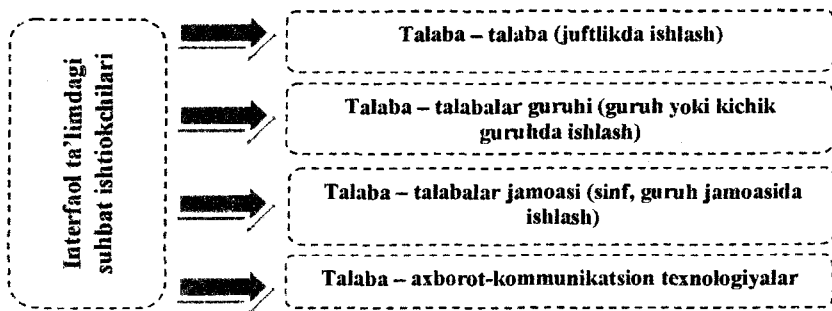 Interfaol ta’limdagi
suhbat ishtiokchilari
Talaba – talaba (juftlikda ishlash)
Talaba – talabalar guruhi (guruh yoki kichik
guruhda ishlash)
Talaba – talabalar jamoasi (sinf, guruh jamoasida
ishlash)
Talaba – axborot-kommunikatsion texnologiyalar